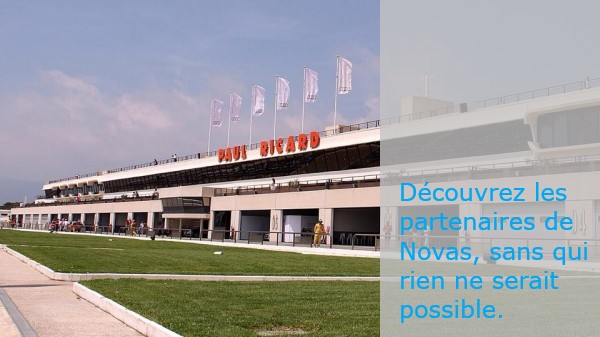 PAUL RICARD
Découvrez les
partenaires de
Novas, sans qui
rien ne serait
possible.